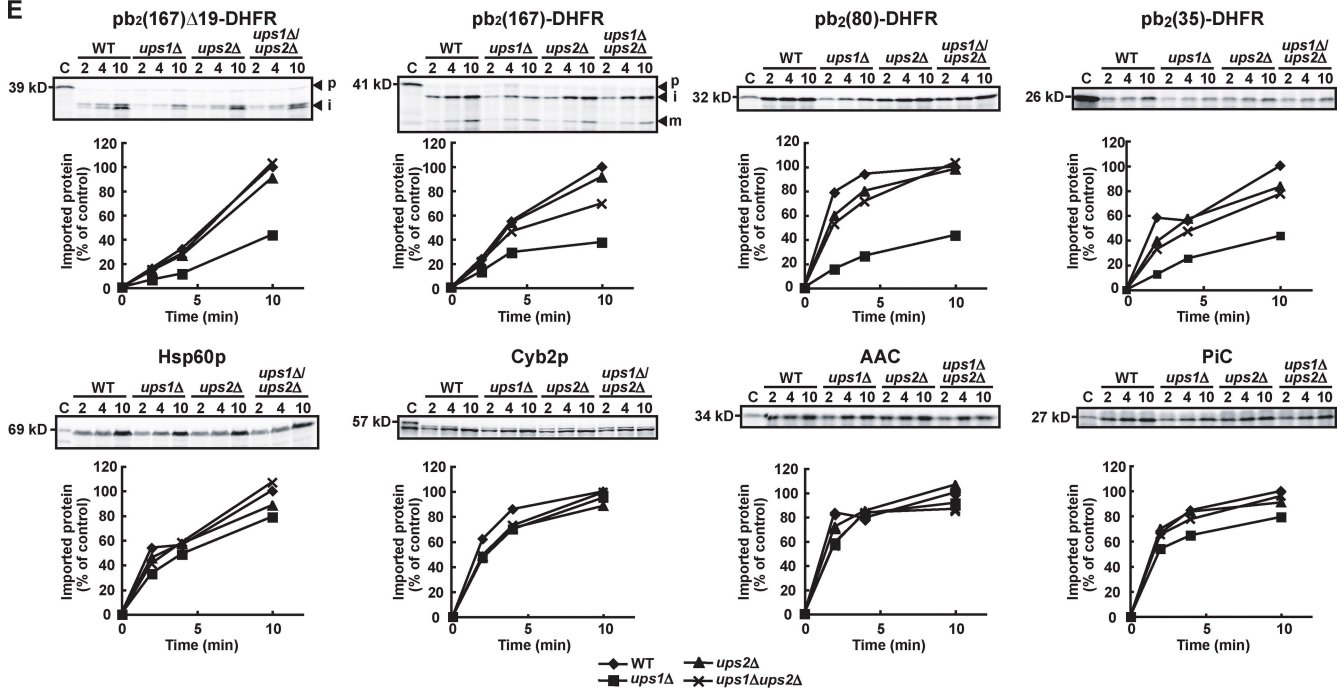 E
pb2(167)Δ19-DHFR
WT ups1Δ ups2Δ ups1Δ/ups2Δ
C 2 4 10 2 4 10 2 4 10 2 4 10
39 kD
p
i
Imported protein (% of control)
120
100
80
60
40
20
0
0 5 10
Time (min)
pb2(167)-DHFR
WT ups1Δ ups2Δ ups1Δ ups2Δ
C 2 4 10 2 4 10 2 4 10 2 4 10
41 kD
p
i
m
Imported protein (% of control)
120
100
80
60
40
20
0
0 5 10
Time (min)
pb2(80)-DHFR
WT ups1Δ ups2Δ ups1Δ/ups2Δ
C 2 4 10 2 4 10 2 4 10 2 4 10
32 kD
Imported protein (% of control)
120
100
80
60
40
20
0
0 5 10
Time (min)
pb2(35)-DHFR
WT ups1Δ ups2Δ ups1Δ/ups2Δ
C 2 4 10 2 4 10 2 4 10 2 4 10
26 kD
Imported protein (% of control)
120
100
80
60
40
20
0
0 5 10
Time (min)
Hsp60p
WT ups1Δ ups2Δ ups1Δ/ups2Δ
C 2 4 10 2 4 10 2 4 10 2 4 10
69 kD
Imported protein (% of control)
120
100
80
60
40
20
0
0 5 10
Time (min)
Cyb2p
WT ups1Δ ups2Δ ups1Δ/ups2Δ
C 2 4 10 2 4 10 2 4 10 2 4 10
57 kD
Imported protein (% of control)
120
100
80
60
40
20
0
0 5 10
Time (min)
AAC
WT ups1Δ ups2Δ ups1Δ ups2Δ
C 2 4 10 2 4 10 2 4 10 2 4 10
34 kD
Imported protein (% of control)
120
100
80
60
40
20
0
0 5 10
Time (min)
PiC
WT ups1Δ ups2Δ ups1Δ ups2Δ
C 2 4 10 2 4 10 2 4 10 2 4 10
27 kD
Imported protein (% of control)
120
100
80
60
40
20
0
0 5 10
Time (min)
WT ups2Δ
ups1Δ ups1Δups2Δ